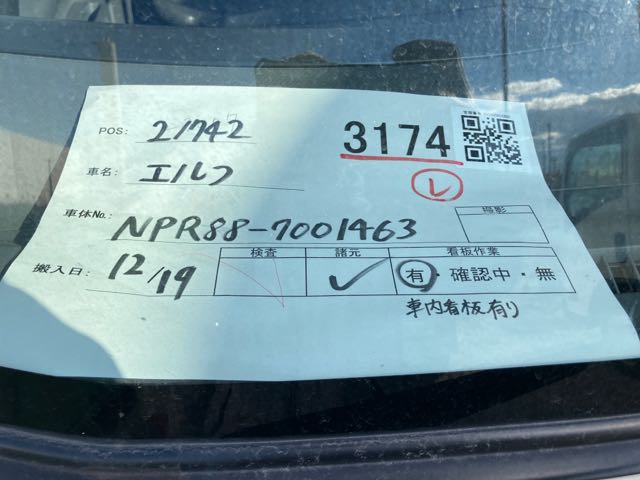 POS: 21742
3174
車名: エルフ
レ
車体No.: NPR88-7001463
撮影
搬入日: 12/19
検査 諸元 看板作業
有・確認中・無
車内看板有り